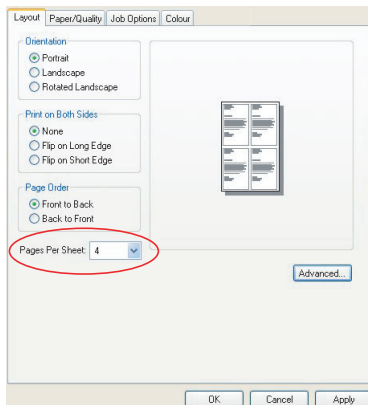 Layout Paper/Quality Job Options Colour
Orientation
Portrait
Landscape
Rotated Landscape
Print on Both Sides
None
Flip on Long Edge
Flip on Short Edge
Page Order
Front to Back
Back to Front
Pages Per Sheet: 4
Advanced...
OK Cancel Apply